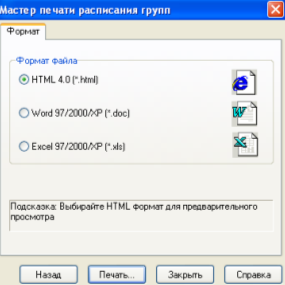 Мастер печати расписания групп
Формат
Формат файла
HTML 4.0 (*.html)
Word 97/2000/XP (*.doc)
Excel 97/2000/XP (*.xls)
Подсказка: Выбирайте HTML формат для предварительного
просмотра
Назад Печать... Закрыть Справка